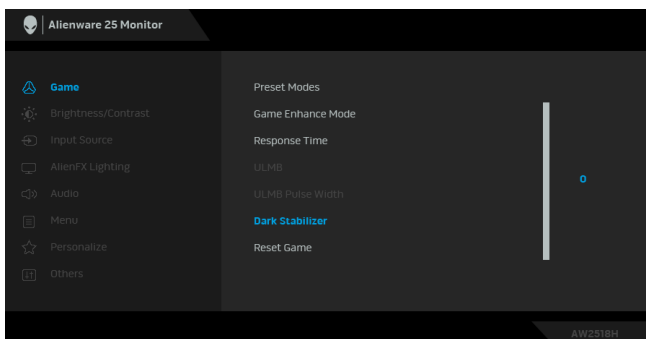 Alienware 25 Monitor
Game
Brightness/Contrast
Input Source
AlienFX Lighting
Audio
Menu
Personalize
Others
Preset Modes
Game Enhance Mode
Response Time
ULMB
ULMB Pulse Width
Dark Stabilizer
Reset Game
0
AW2518H